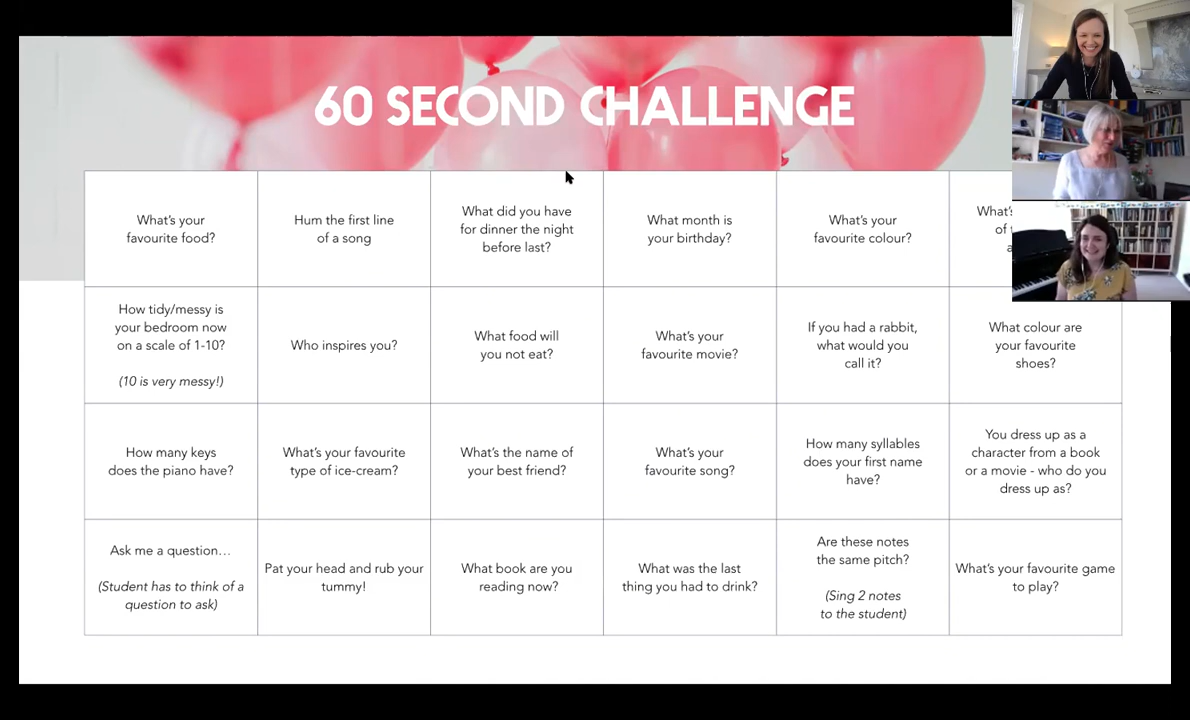 60 SECOND CHALLENGE
What's your
favourite food?
Hum the first line
of a song
What did you have
for dinner the night
before last?
What month is
your birthday?
What's your
favourite colour?
What's
of
How tidy/messy is
your bedroom now
on a scale of 1-10?
(10 is very messy!)
Who inspires you?
What food will
you not eat?
What's your
favourite movie?
If you had a rabbit,
what would you
call it?
What colour are
your favourite
shoes?
How many keys
does the piano have?
What's your favourite
type of ice-cream?
What's the name of
your best friend?
What's your
favourite song?
How many syllables
does your first name
have?
You dress up as a
character from a book
or a movie - who do you
dress up as?
Ask me a question...
(Student has to think of a
question to ask)
Pat your head and rub your
tummy!
What book are you
reading now?
What was the last
thing you had to drink?
Are these notes
the same pitch?
(Sing 2 notes
to the student)
What's your favourite game
to play?